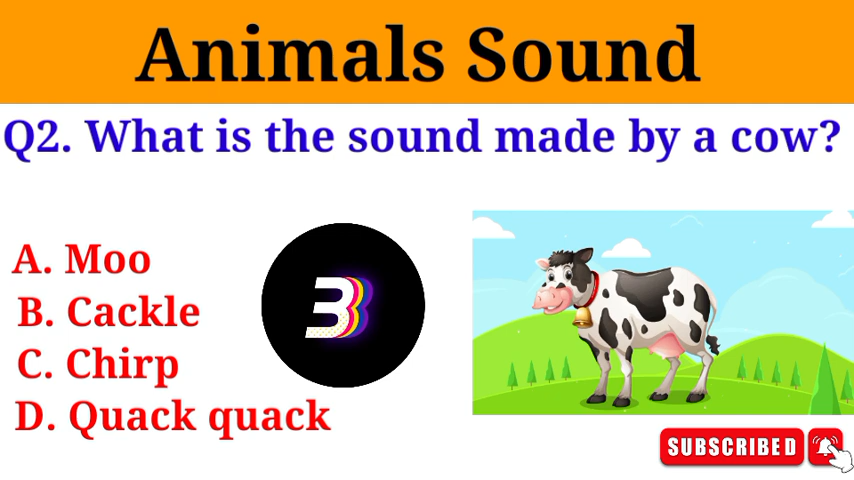 Animals Sound
Q2. What is the sound made by a cow?
A. Moo
B. Cackle
C. Chirp
D. Quack quack
3
SUBSCRIBED